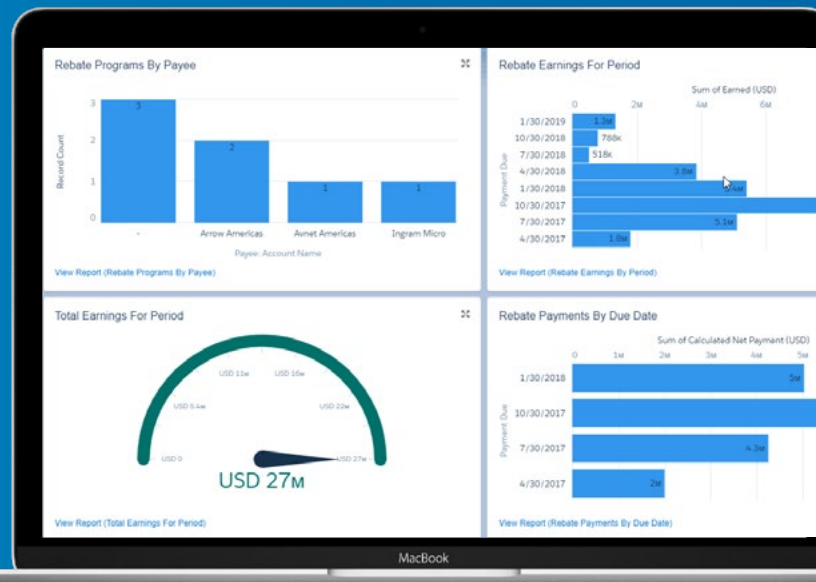 Rebate Programs By Payee
3
2
1
0
Record Count
3
2
1
1
-
Arrow Americas
Avnet Americas
Ingram Micro
Payee: Account Name
View Report (Rebate Programs By Payee)
Rebate Earnings For Period
Sum of Earned (USD)
0
2M
4M
6M
Payment Due
1/30/2019
1.3M
10/30/2018
788K
7/30/2018
518K
4/30/2018
3.8M
1/30/2018
10/30/2017
7/30/2017
5.1M
4/30/2017
1.8M
View Report (Rebate Earnings By Period)
Total Earnings For Period
USD 0
USD 5.4M
USD 11M
USD 16M
USD 22M
USD 27M
USD 27M
View Report (Total Earnings For Period)
Rebate Payments By Due Date
Sum of Calculated Net Payment (USD)
0
1M
2M
3M
4M
5M
Payment Due
1/30/2018
5M
10/30/2017
7/30/2017
4.3M
4/30/2017
2M
View Report (Rebate Payments By Due Date)
MacBook